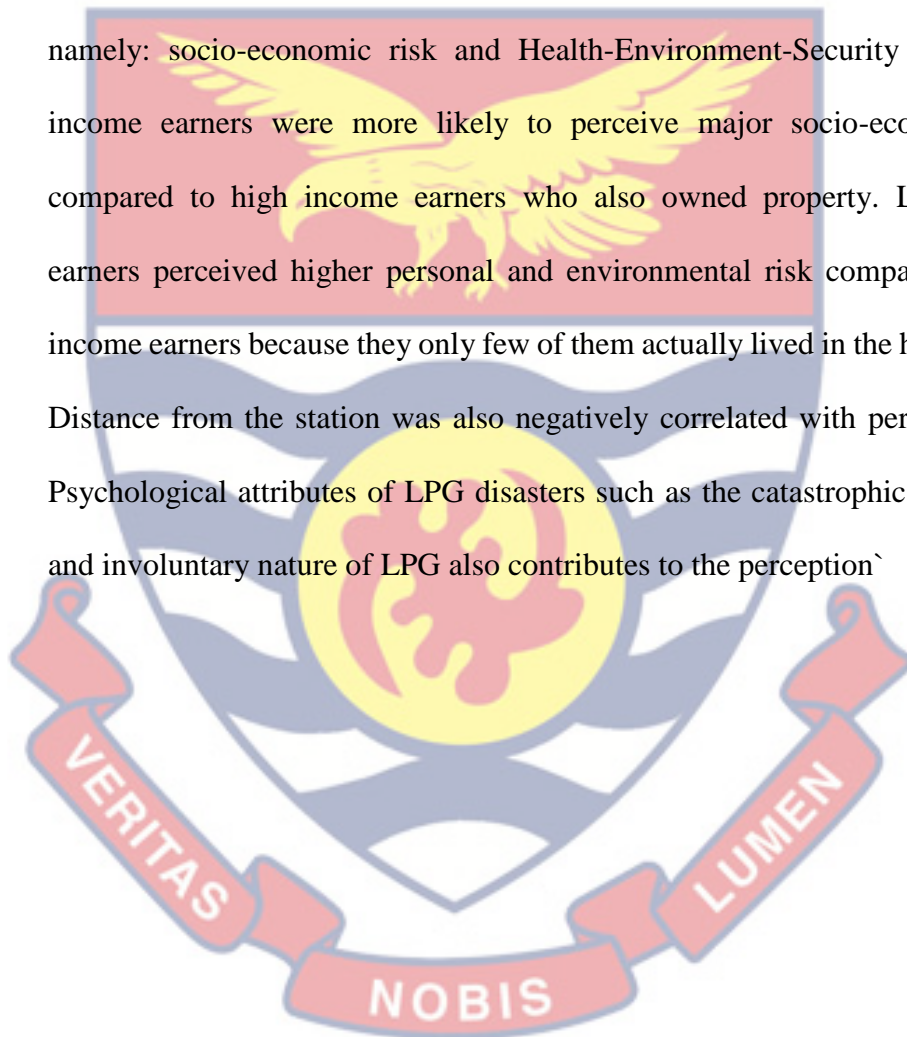 namely: socio-economic risk and Health-Environment-Security
income earners were more likely to perceive major socio-eco
compared to high income earners who also owned property. L
earners perceived higher personal and environmental risk compa
income earners because they only few of them actually lived in the h
Distance from the station was also negatively correlated with per
Psychological attributes of LPG disasters such as the catastrophic
and involuntary nature of LPG also contributes to the perception`
VERITAS
NOBIS
LUMEN